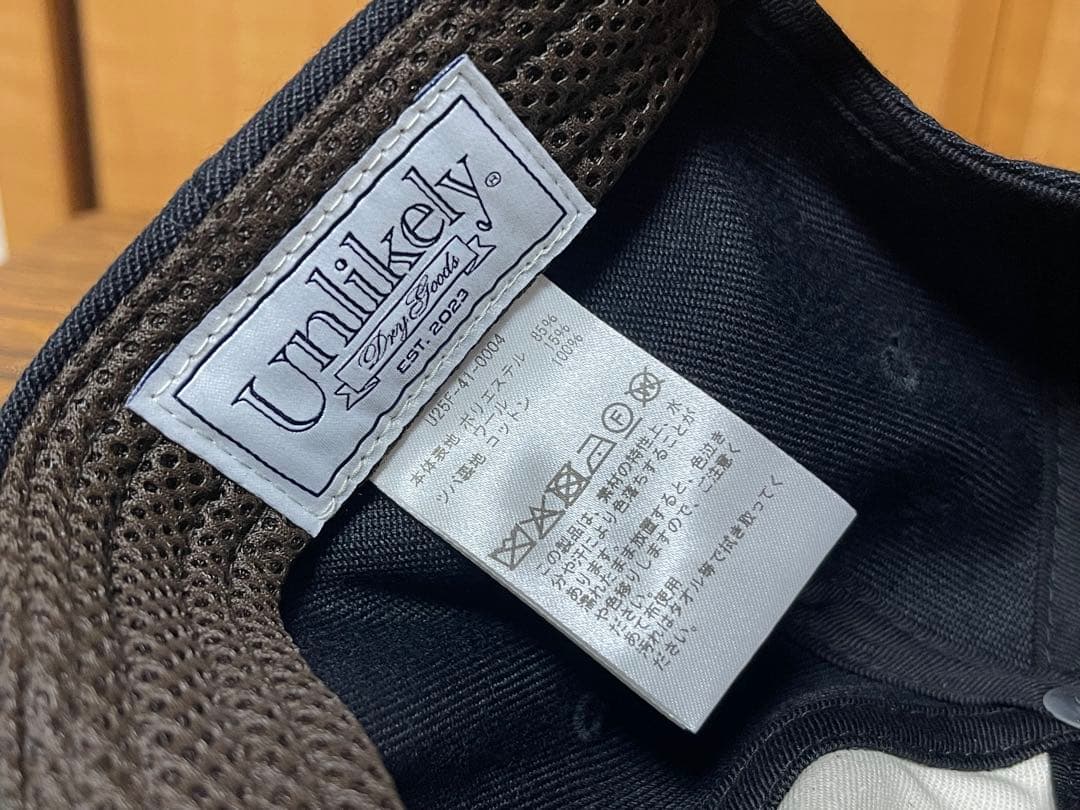 Unlikely ®
Dry Goods
EST. 2023
U25F-41-0004
本体表地 ポリエステル 85%
ウール 15%
ツバ裏地 コットン 100%
F
この製品は、素材の特性上、水
分や汗により色落ちすることが
あります。
濡れたまま放置すると、色泣き
や色移りしますので、ご注意く
ださい。
汚れはタオル等で拭き取ってく
ださい。